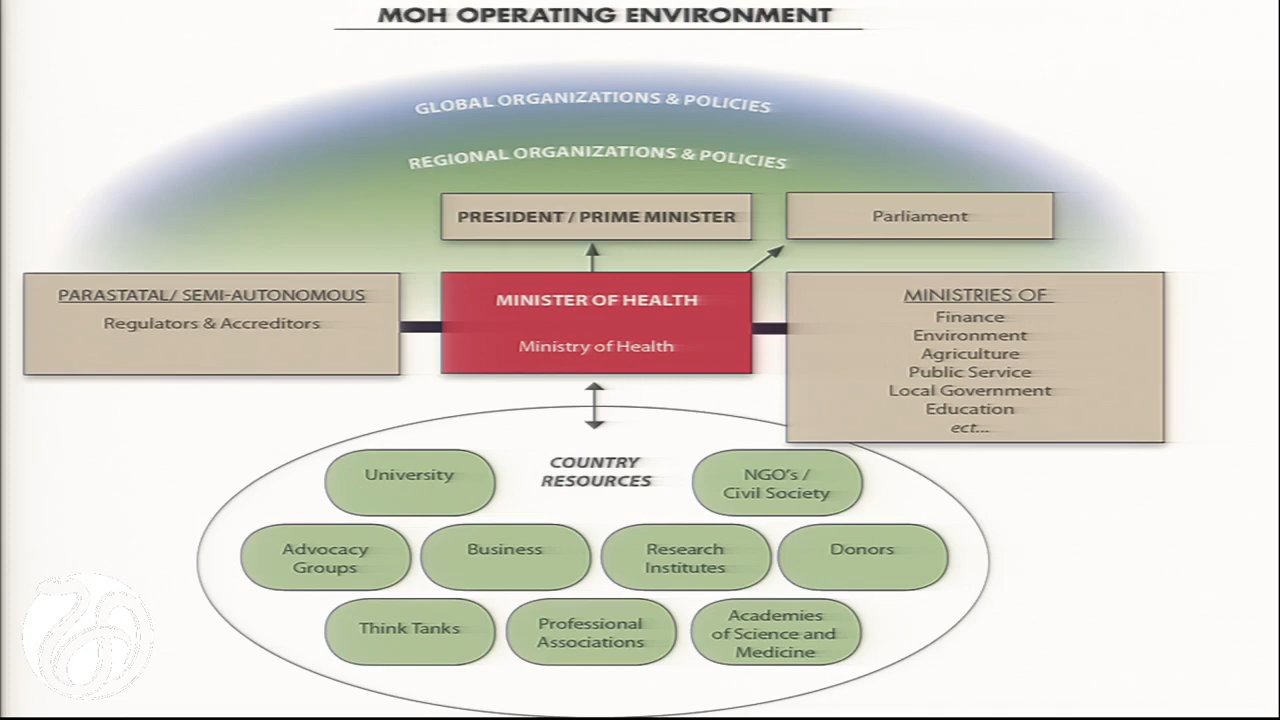 MOH OPERATING ENVIRONMENT
GLOBAL ORGANIZATIONS & POLICIES
REGIONAL ORGANIZATIONS & POLICIES
PRESIDENT / PRIME MINISTER
Parliament
PARASTATAL/ SEMI-AUTONOMOUS
Regulators & Accreditors
MINISTER OF HEALTH
Ministry of Health
MINISTRIES OF
Finance
Environment
Agriculture
Public Service
Local Government
Education
ect...
COUNTRY
RESOURCES
University
NGO's /
Civil Society
Advocacy
Groups
Business
Research
Institutes
Donors
Think Tanks
Professional
Associations
Academies
of Science and
Medicine